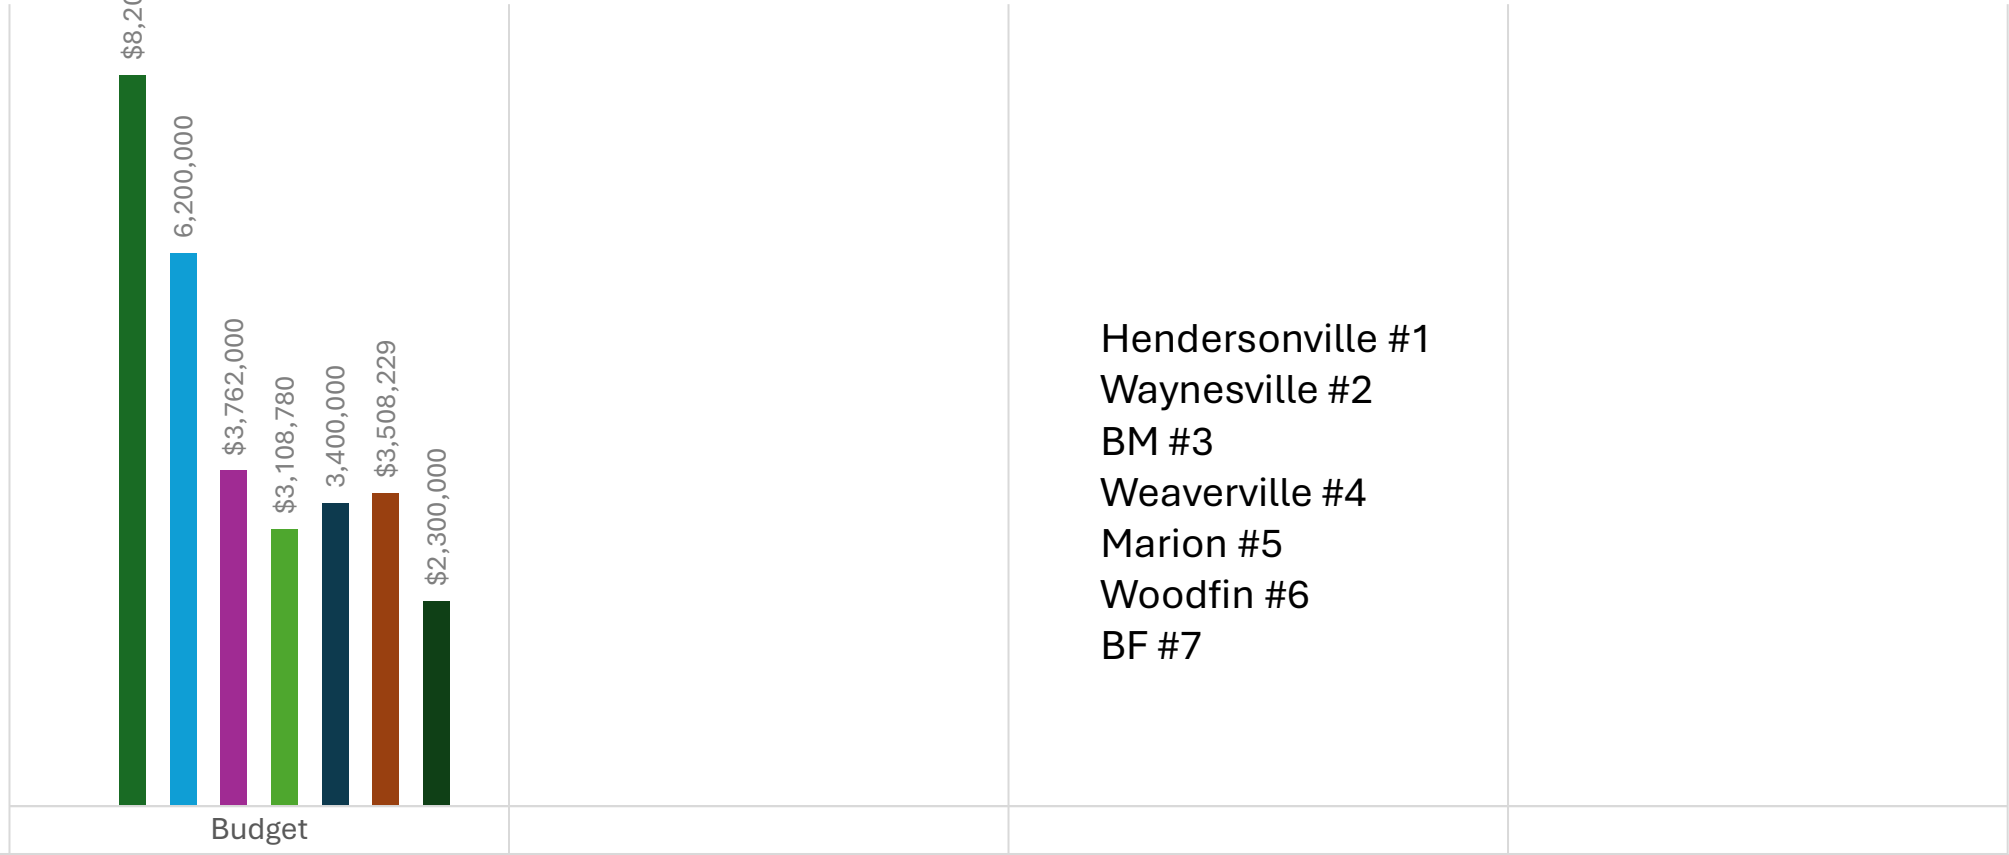 6,200,000
$3,762,000
$3,108,780
3,400,000
$3,508,229
$2,300,000
Hendersonville #1
Waynesville #2
BM #3
Weaverville #4
Marion #5
Woodfin #6
BF #7
Budget